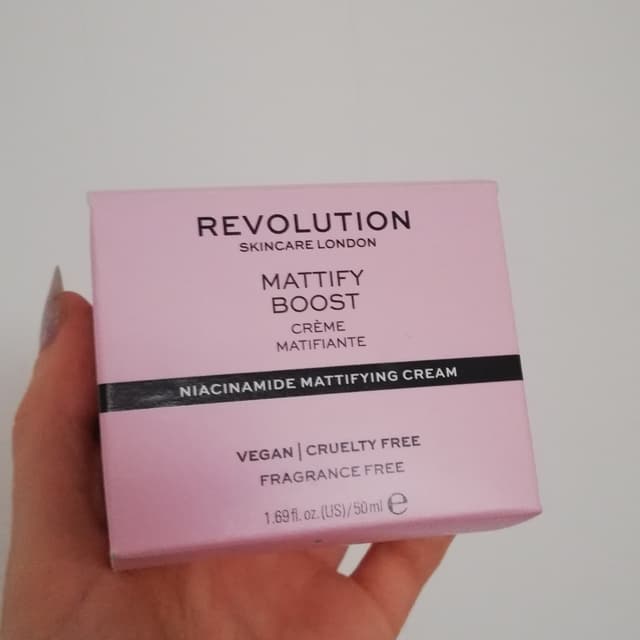 REVOLUTION
SKINCARE LONDON
MATTIFY
BOOST
CRÈME
MATIFIANTE
NIACINAMIDE MATTIFYING CREAM
VEGAN | CRUELTY FREE
FRAGRANCE FREE
1.69 fl. oz. (US) / 50 ml ℮